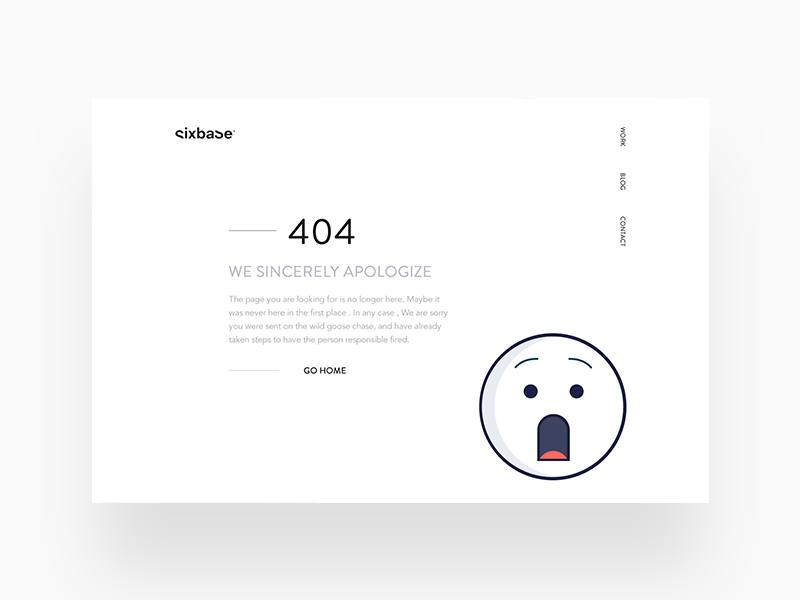 Sixbase
WORK
BLOG
CONTACT
404
WE SINCERELY APOLOGIZE
The page you are looking for is no longer here. Maybe it
was never here in the first place . In any case , We are sorry
you were sent on the wild goose chase, and have already
taken steps to have the person responsible fired.
GO HOME